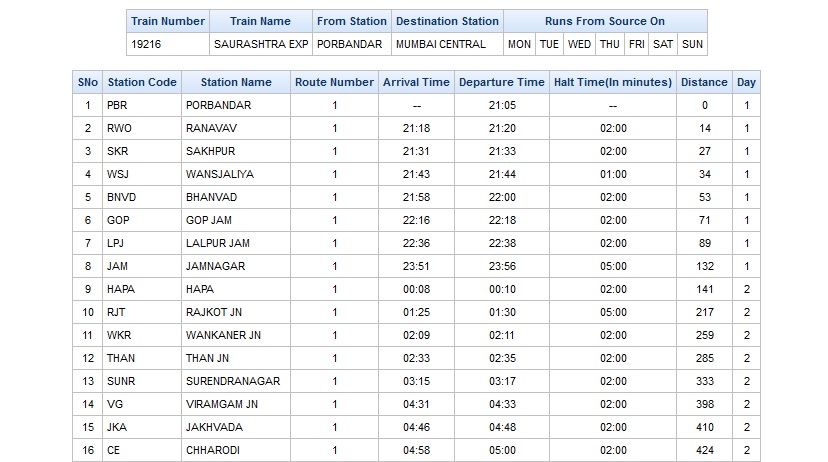 Train Number Train Name From Station Destination Station Runs From Source On
19216 SAURASHTRA EXP PORBANDAR MUMBAI CENTRAL MON TUE WED THU FRI SAT SUN
SNo Station Code Station Name Route Number Arrival Time Departure Time Halt Time(In minutes) Distance Day
1 PBR PORBANDAR 1 -- 21:05 -- 0 1
2 RWO RANAVAV 1 21:18 21:20 02:00 14 1
3 SKR SAKHPUR 1 21:31 21:33 02:00 27 1
4 WSJ WANSJALIYA 1 21:43 21:44 01:00 34 1
5 BNVD BHANVAD 1 21:58 22:00 02:00 53 1
6 GOP GOP JAM 1 22:16 22:18 02:00 71 1
7 LPJ LALPUR JAM 1 22:36 22:38 02:00 89 1
8 JAM JAMNAGAR 1 23:51 23:56 05:00 132 1
9 HAPA HAPA 1 00:08 00:10 02:00 141 2
10 RJT RAJKOT JN 1 01:25 01:30 05:00 217 2
11 WKR WANKANER JN 1 02:09 02:11 02:00 259 2
12 THAN THAN JN 1 02:33 02:35 02:00 285 2
13 SUNR SURENDRANAGAR 1 03:15 03:17 02:00 333 2
14 VG VIRAMGAM JN 1 04:31 04:33 02:00 398 2
15 JKA JAKHVADA 1 04:46 04:48 02:00 410 2
16 CE CHHARODI 1 04:58 05:00 02:00 424 2